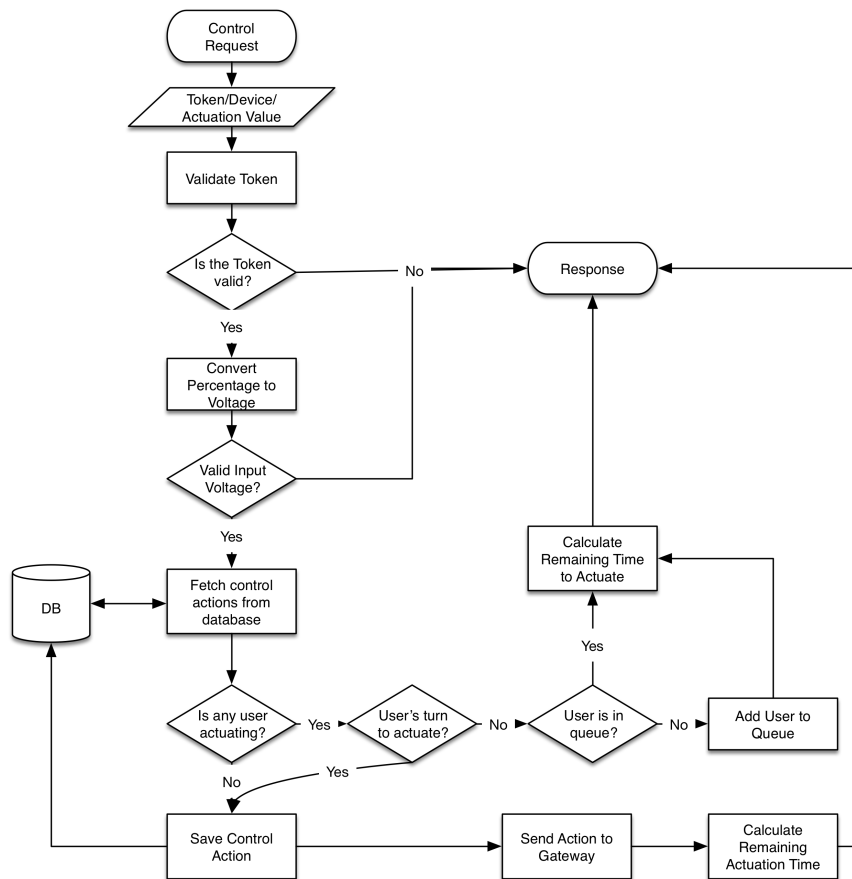 Control
Request
Token/Device/
Actuation Value
Validate Token
Is the Token
valid?
No
Response
Yes
Convert
Percentage to
Voltage
Valid Input
Voltage?
Yes
Calculate
Remaining Time
to Actuate
DB
Fetch control
actions from
database
Yes
Is any user
actuating?
Yes
User's turn
to actuate?
No
User is in
queue?
No
Add User to
Queue
No
Yes
Save Control
Action
Send Action to
Gateway
Calculate
Remaining
Actuation Time